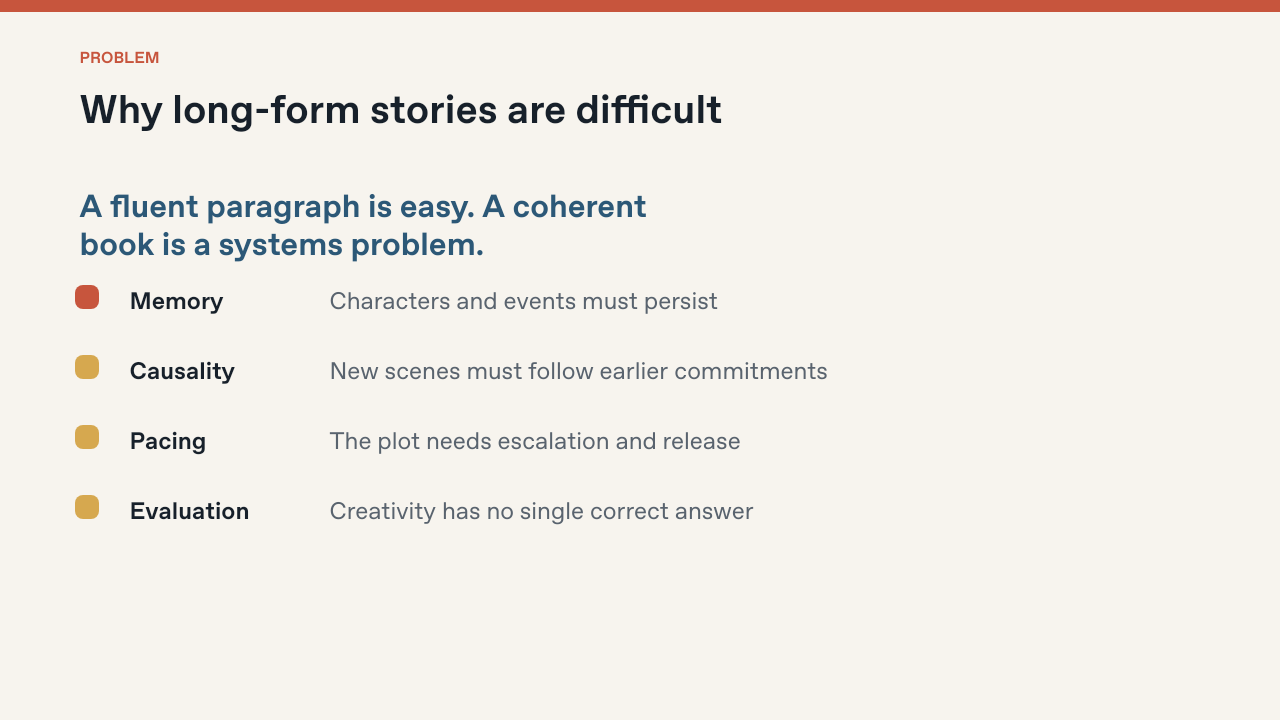 PROBLEM
Why long-form stories are difficult
A fluent paragraph is easy. A coherent
book is a systems problem.
Memory Characters and events must persist
Causality New scenes must follow earlier commitments
Pacing The plot needs escalation and release
Evaluation Creativity has no single correct answer